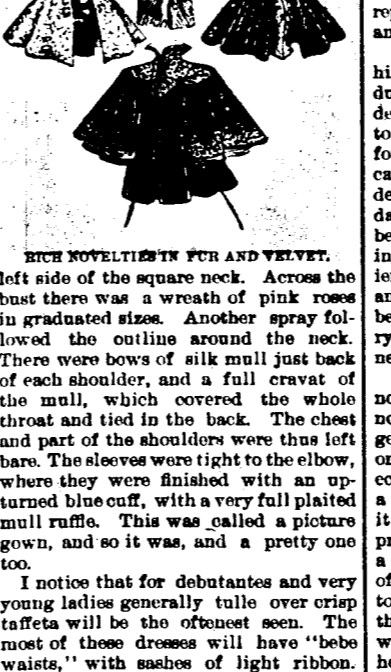 RICH NOVELTIES IN FUR AND VELVET.
left side of the square neck. Across the
bust there was a wreath of pink roses
in graduated sizes. Another spray fol-
lowed the outline around the neck.
There were bows of silk mull just back
of each shoulder, and a full cravat of
the mull, which covered the whole
throat and tied in the back. The chest
and part of the shoulders were thus left
bare. The sleeves were tight to the elbow,
where they were finished with an up-
turned blue cuff, with a very full plaited
mull ruffle. This was called a picture
gown, and so it was, and a pretty one
too.
I notice that for debutantes and very
young ladies generally tulle over crisp
taffeta will be the oftenest seen. The
most of these dresses will have "bebe
waists," with sashes of light ribbon.